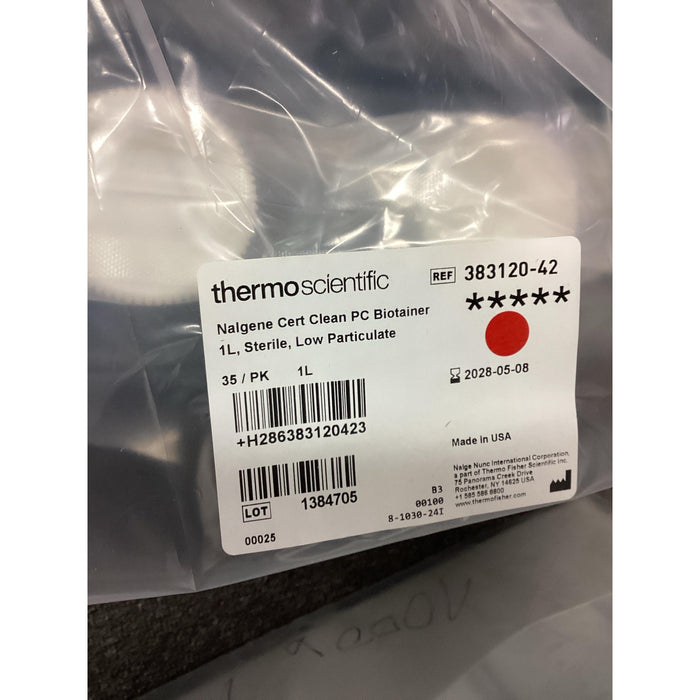 thermo scientific
REF 383120-42
*****
Nalgene Cert Clean PC Biotainer
1L, Sterile, Low Particulate
35 / PK 1L
2028-05-08
+H286383120423
Made in USA
LOT 1384705
B3
00100
8-1030-24I
00025
Nalge Nunc International Corporation,
a part of Thermo Fisher Scientific Inc.
75 Panorama Creek Drive
Rochester, NY 14625 USA
+1 585 586 8800
www.thermofisher.com